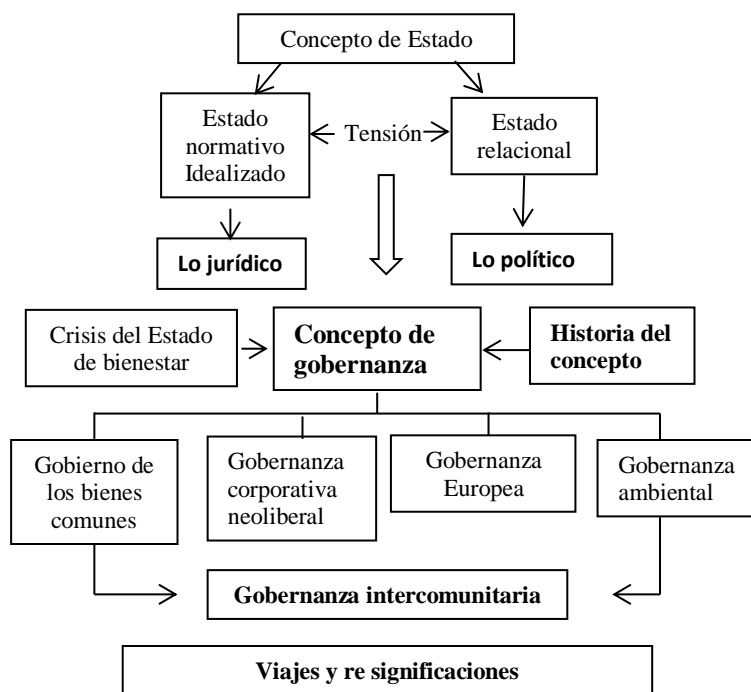 Concepto de Estado
Estado
normativo
Idealizado
Tensión
Estado
relacional
Lo jurídico
Lo político
Crisis del Estado
de bienestar
Concepto de
gobernanza
Historia del
concepto
Gobierno de
los bienes
comunes
Gobernanza
corporativa
neoliberal
Gobernanza
Europea
Gobernanza
ambiental
Gobernanza intercomunitaria
Viajes y re significaciones